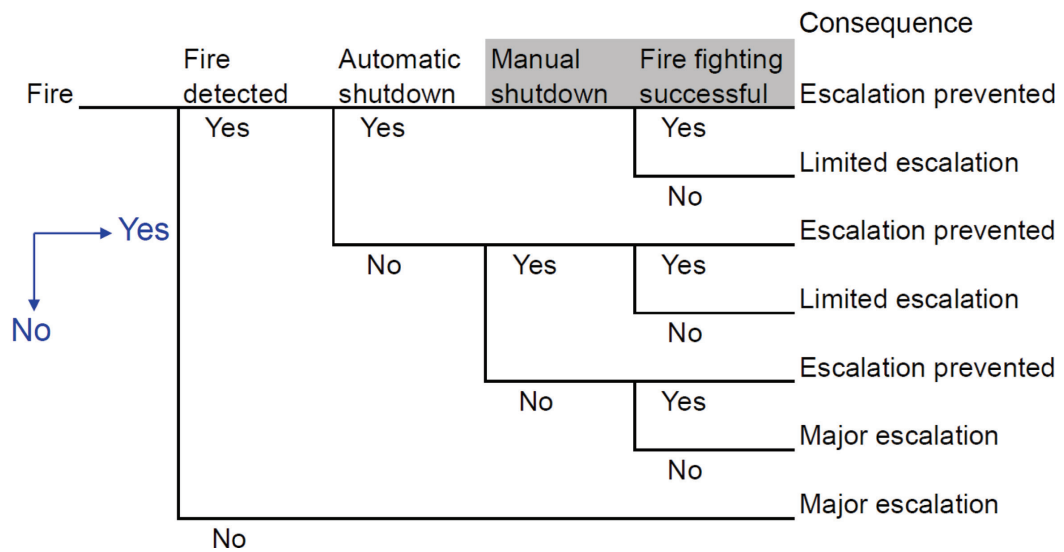 Consequence
Fire detected
Automatic shutdown
Manual shutdown
Fire fighting successful
Fire
Escalation prevented
Yes
Yes
Yes
Limited escalation
No
Yes
Escalation prevented
No
Yes
Yes
Limited escalation
No
No
Escalation prevented
No
Yes
Major escalation
No
Major escalation
No